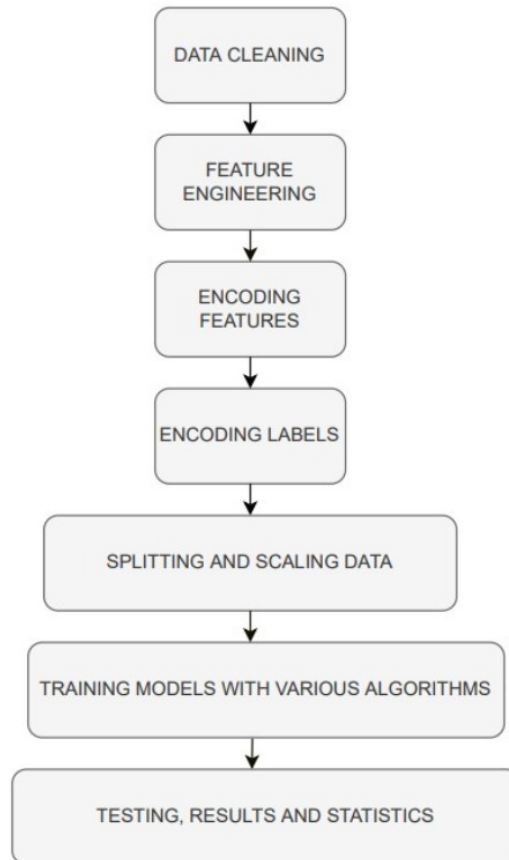 DATA CLEANING
FEATURE
ENGINEERING
ENCODING
FEATURES
ENCODING LABELS
SPLITTING AND SCALING DATA
TRAINING MODELS WITH VARIOUS ALGORITHMS
TESTING, RESULTS AND STATISTICS